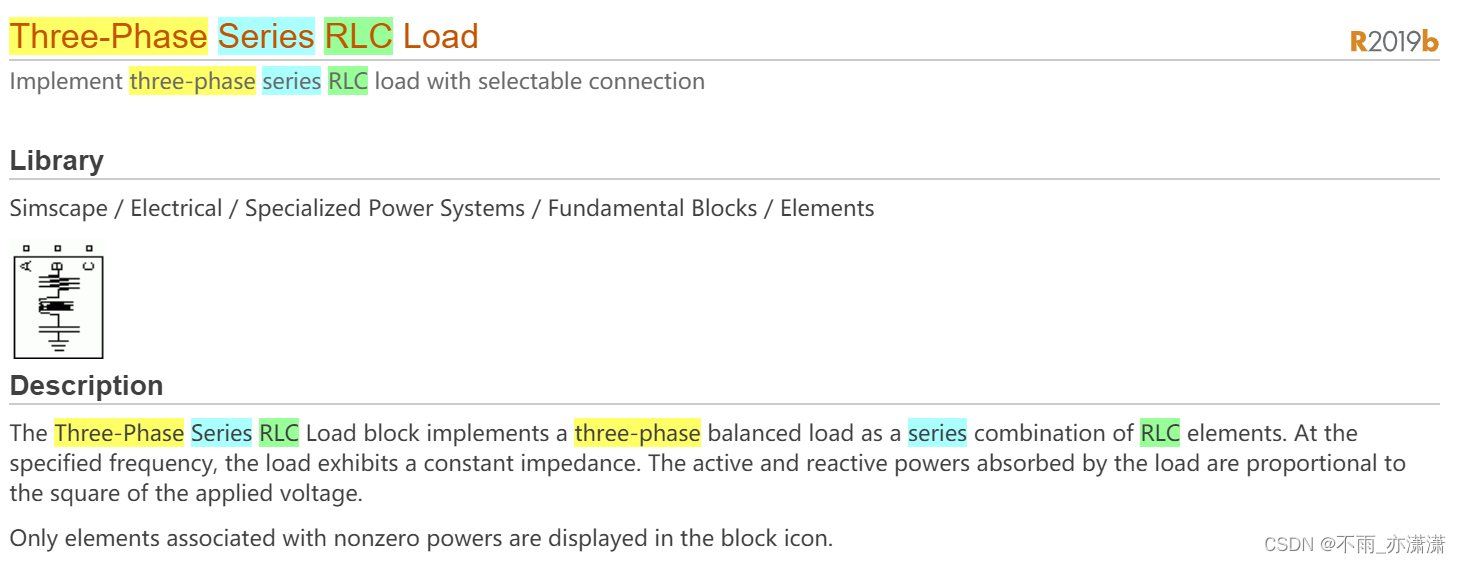 Three-Phase Series RLC Load
R2019b
Implement three-phase series RLC load with selectable connection
Library
Simscape / Electrical / Specialized Power Systems / Fundamental Blocks / Elements
A B C
Description
The Three-Phase Series RLC Load block implements a three-phase balanced load as a series combination of RLC elements. At the
specified frequency, the load exhibits a constant impedance. The active and reactive powers absorbed by the load are proportional to
the square of the applied voltage.
Only elements associated with nonzero powers are displayed in the block icon.
CSDN @不雨_亦潇潇